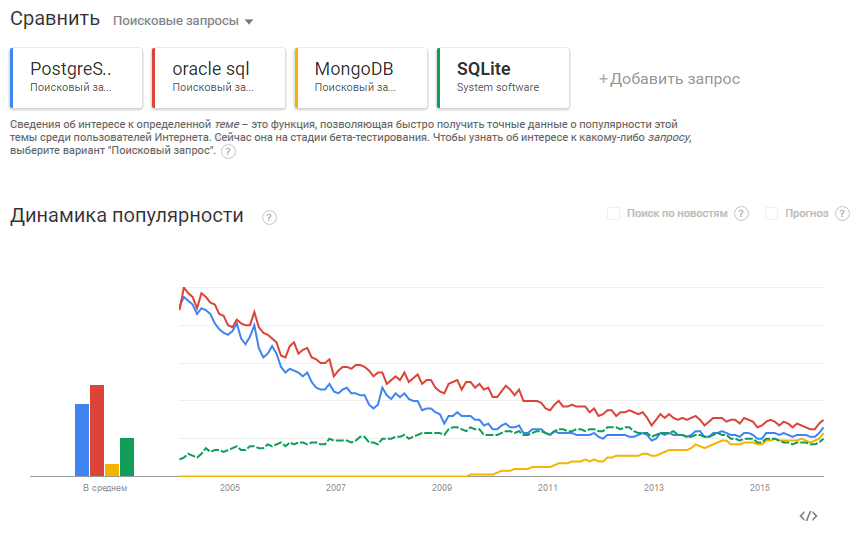 Сравнить Поисковые запросы
PostgreS.. oracle sql MongoDB SQLite
Поисковый за... Поисковый за... Поисковый за... System software
+Добавить запрос
Сведения об интересе к определенной теме – это функция, позволяющая быстро получить точные данные о популярности этой
темы среди пользователей Интернета. Сейчас она на стадии бета-тестирования. Чтобы узнать об интересе к какому-либо запросу,
выберите вариант "Поисковый запрос". ?
Динамика популярности ? Поиск по новостям ? Прогноз ?
В среднем 2005 2007 2009 2011 2013 2015
</>